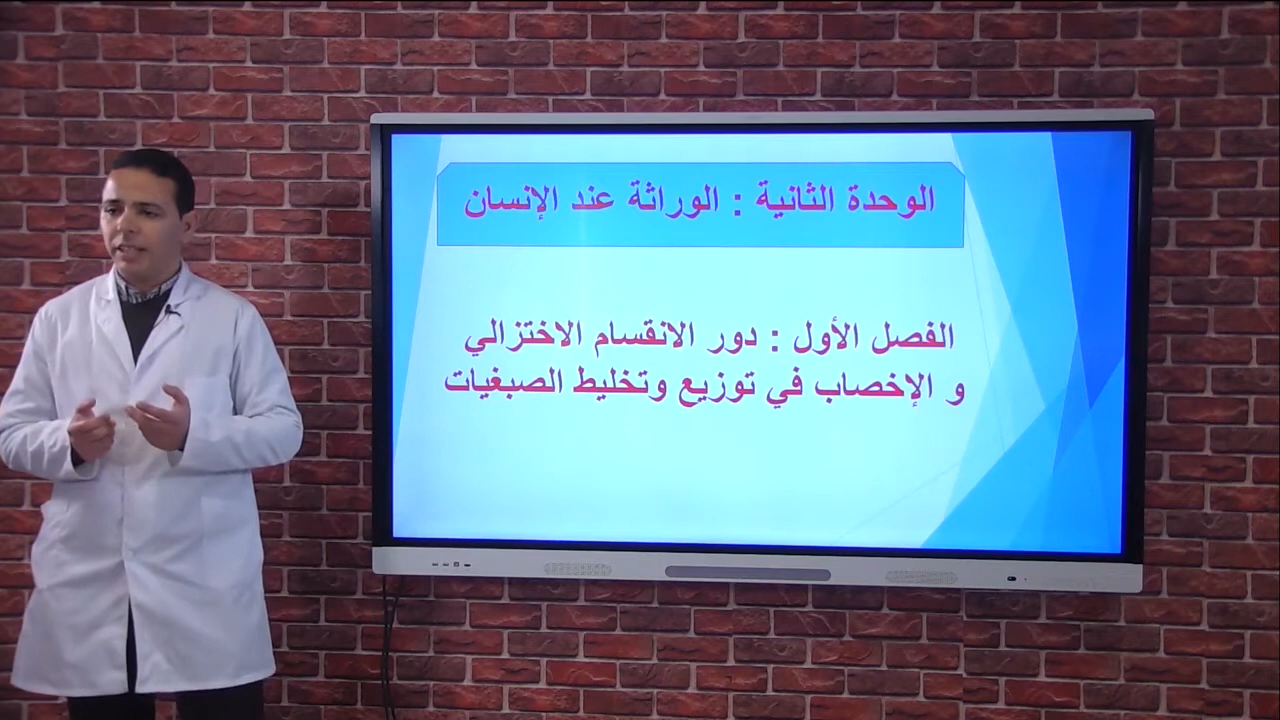 الوحدة الثانية : الوراثة عند الإنسان
الفصل الأول : دور الانقسام الاختزالي
و الإخصاب في توزيع وتخليط الصبغيات